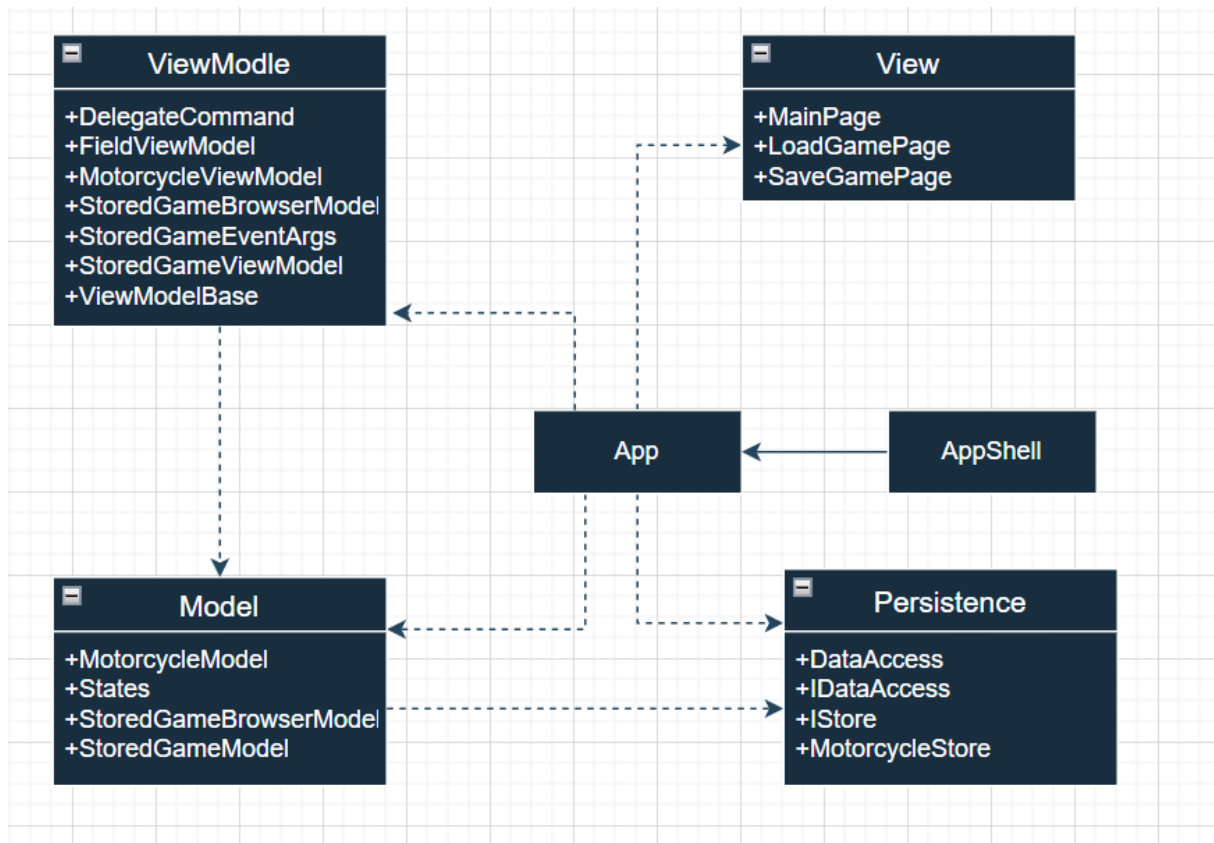 ViewModle
+DelegateCommand
+FieldViewModel
+MotorcycleViewModel
+StoredGameBrowserModel
+StoredGameEventArgs
+StoredGameViewModel
+ViewModelBase
View
+MainPage
+LoadGamePage
+SaveGamePage
App
AppShell
Model
+MotorcycleModel
+States
+StoredGameBrowserModel
+StoredGameModel
Persistence
+DataAccess
+IDataAccess
+IStore
+MotorcycleStore